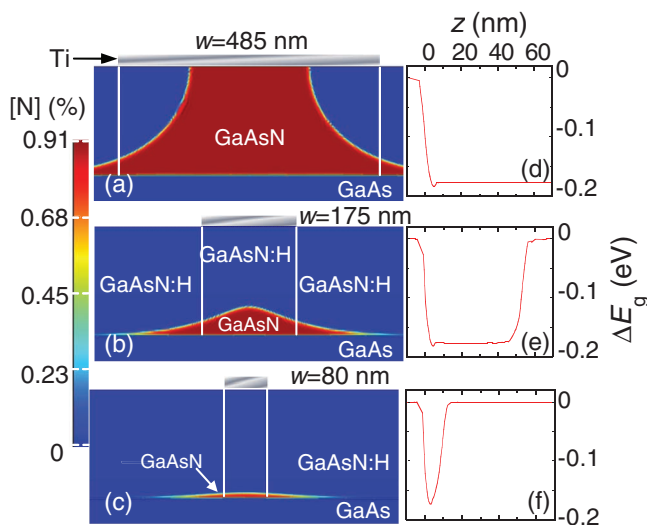 z (nm)
w=485 nm
0 20 40 60
Ti
[N] (%)
0.91
0.68
0.45
0.23
0
GaAsN
(a)
GaAs
0
-0.1
-0.2
(d)
w=175 nm
GaAsN:H
GaAsN:H
GaAsN:H
GaAsN
(b)
GaAs
0
-0.1
-0.2
(e)
ΔEg (eV)
w=80 nm
GaAsN
GaAsN:H
(c)
GaAs
0
-0.1
-0.2
(f)